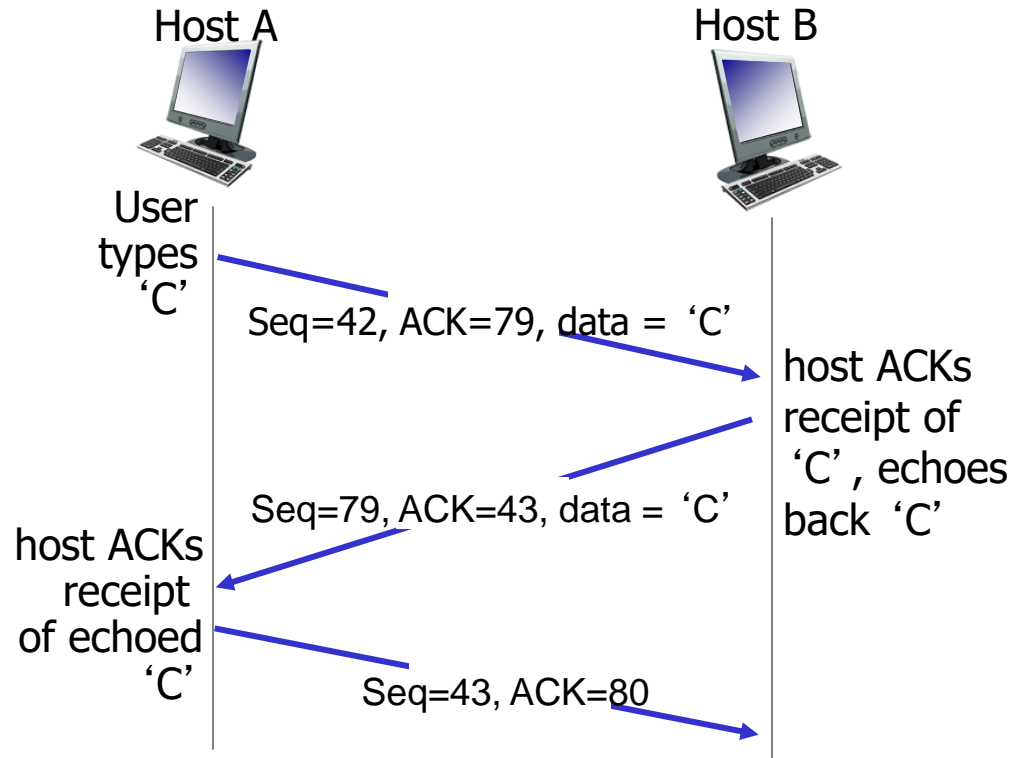 Host A
Host B
User
types
‘C’
Seq=42, ACK=79, data = ‘C’
host ACKs
receipt of
‘C’, echoes
back ‘C’
Seq=79, ACK=43, data = ‘C’
host ACKs
receipt
of echoed
‘C’
Seq=43, ACK=80